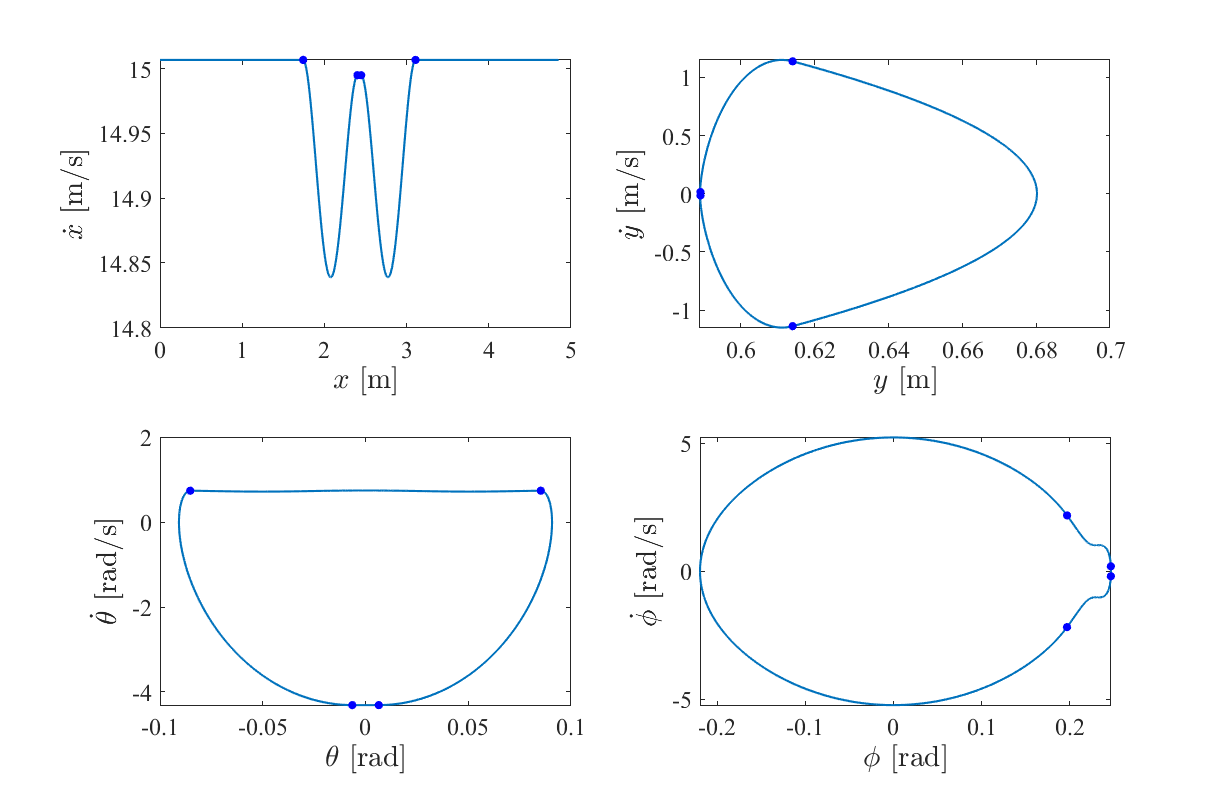 15
14.95
14.9
14.85
14.8
0 1 2 3 4 5
x [m]
ẋ [m/s]
1
0.5
0
-0.5
-1
0.6 0.62 0.64 0.66 0.68 0.7
y [m]
ẏ [m/s]
2
0
-2
-4
-0.1 -0.05 0 0.05 0.1
θ [rad]
θ̇ [rad/s]
5
0
-5
-0.2 -0.1 0 0.1 0.2
ϕ [rad]
ϕ̇ [rad/s]